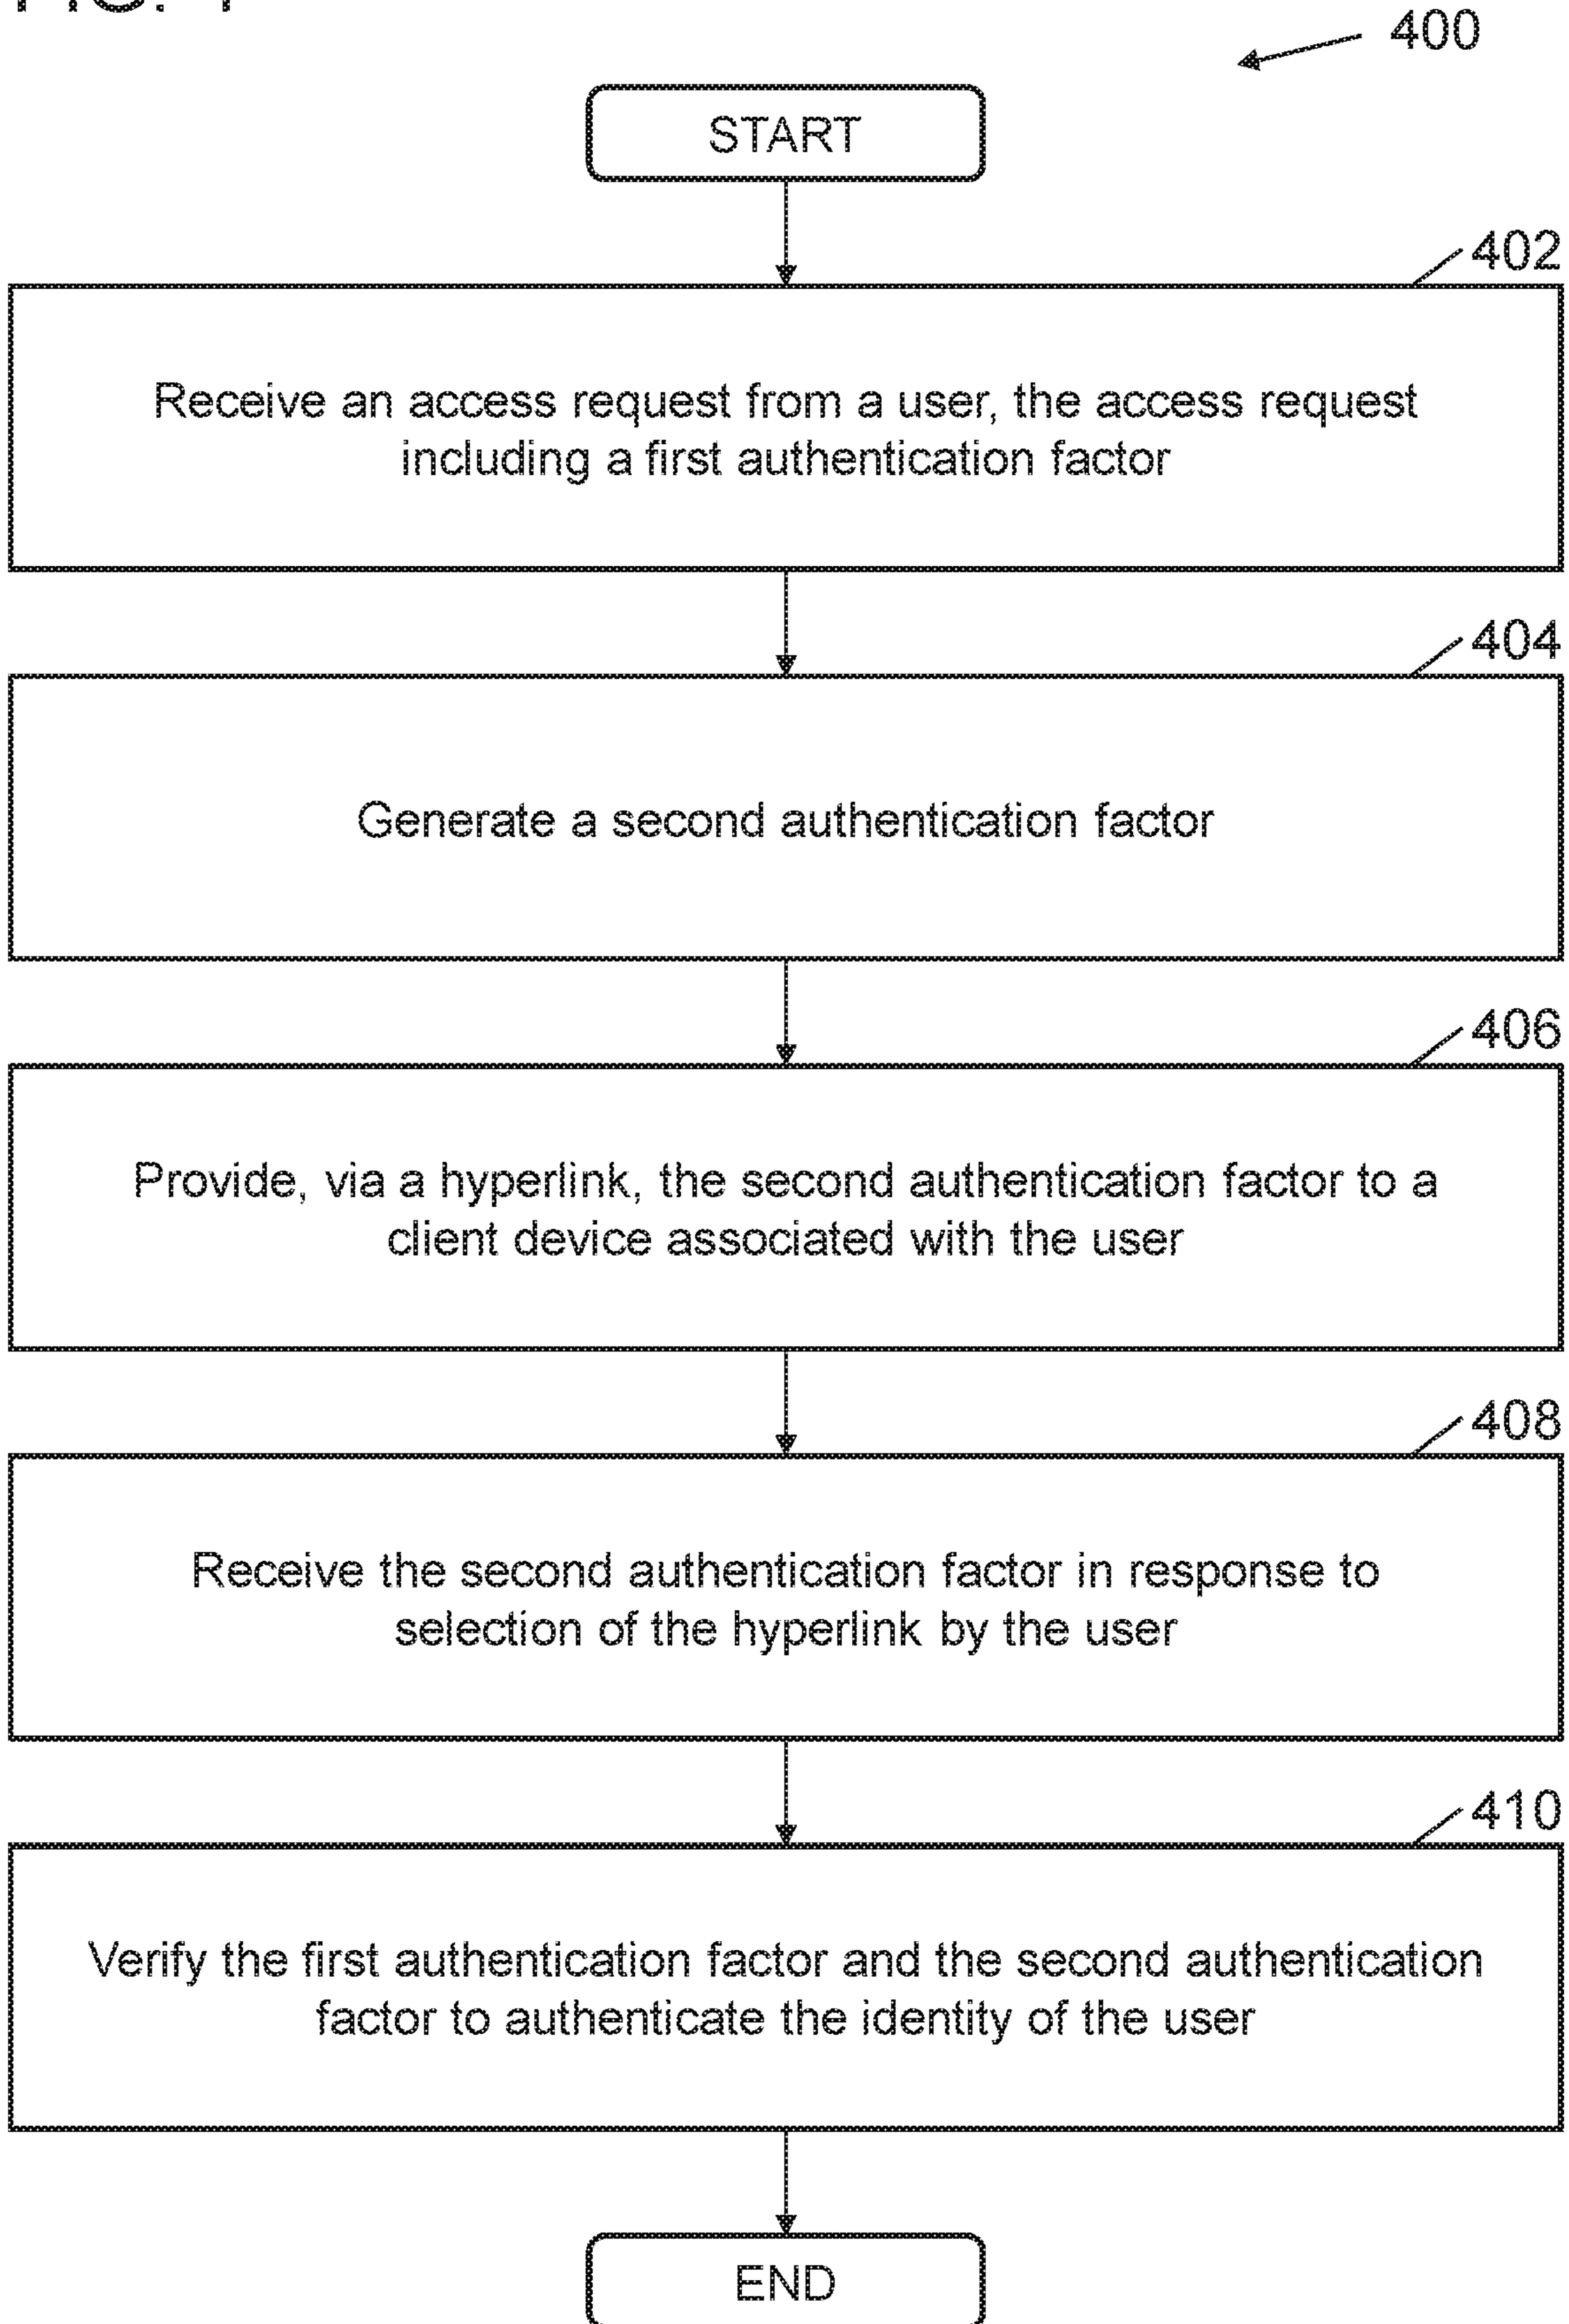 400
START
402
Receive an access request from a user, the access request
including a first authentication factor
404
Generate a second authentication factor
406
Provide, via a hyperlink, the second authentication factor to a
client device associated with the user
408
Receive the second authentication factor in response to
selection of the hyperlink by the user
410
Verify the first authentication factor and the second authentication
factor to authenticate the identity of the user
END